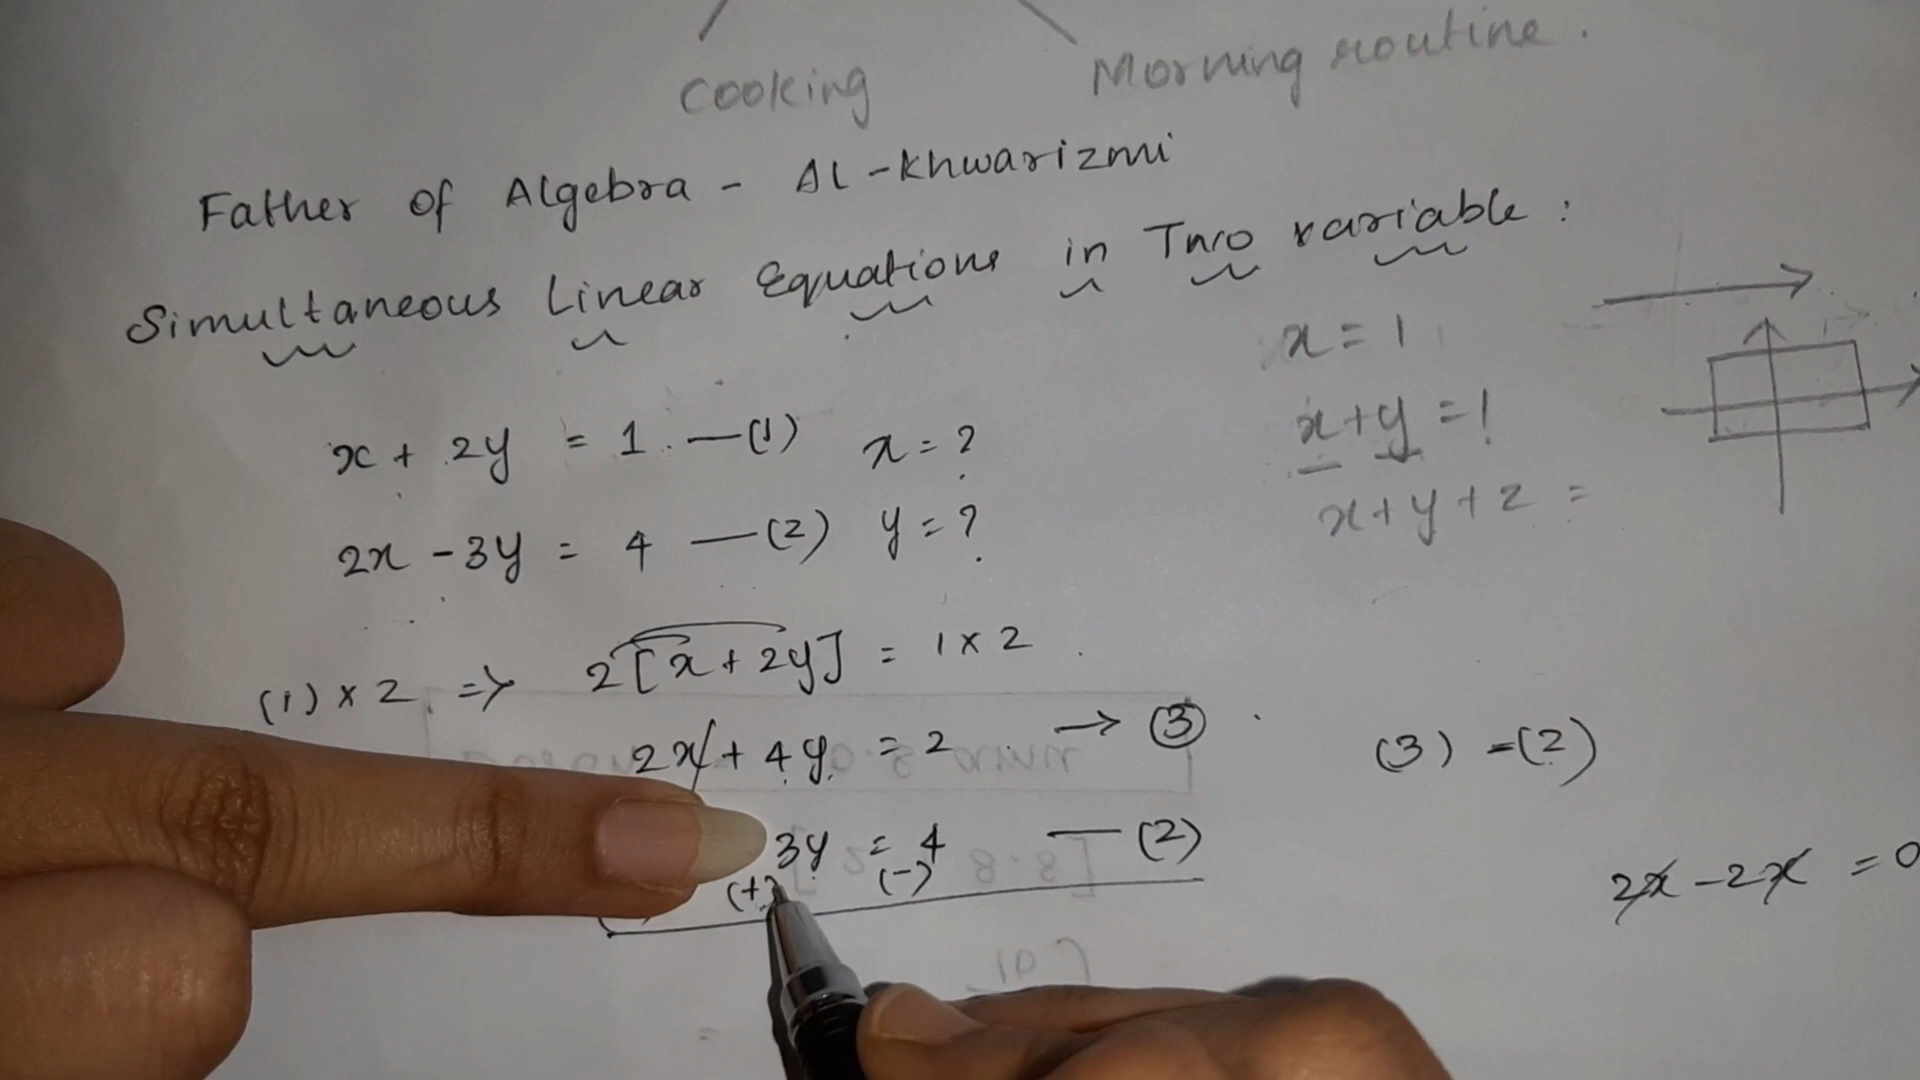 Cooking
Morning routine.
Father of Algebra - Al-Khwarizmi
Simultaneous Linear Equations in Two variable :
x + 2y = 1 — (1) x = ?
2x - 3y = 4 — (2) y = ?
x = 1
x + y = 1
x + y + z =
(1) x 2 => 2[x + 2y] = 1 x 2
2x + 4y = 2 → ③
3y = 4 — (2)
(+) (-)
(3) - (2)
2x - 2x = 0